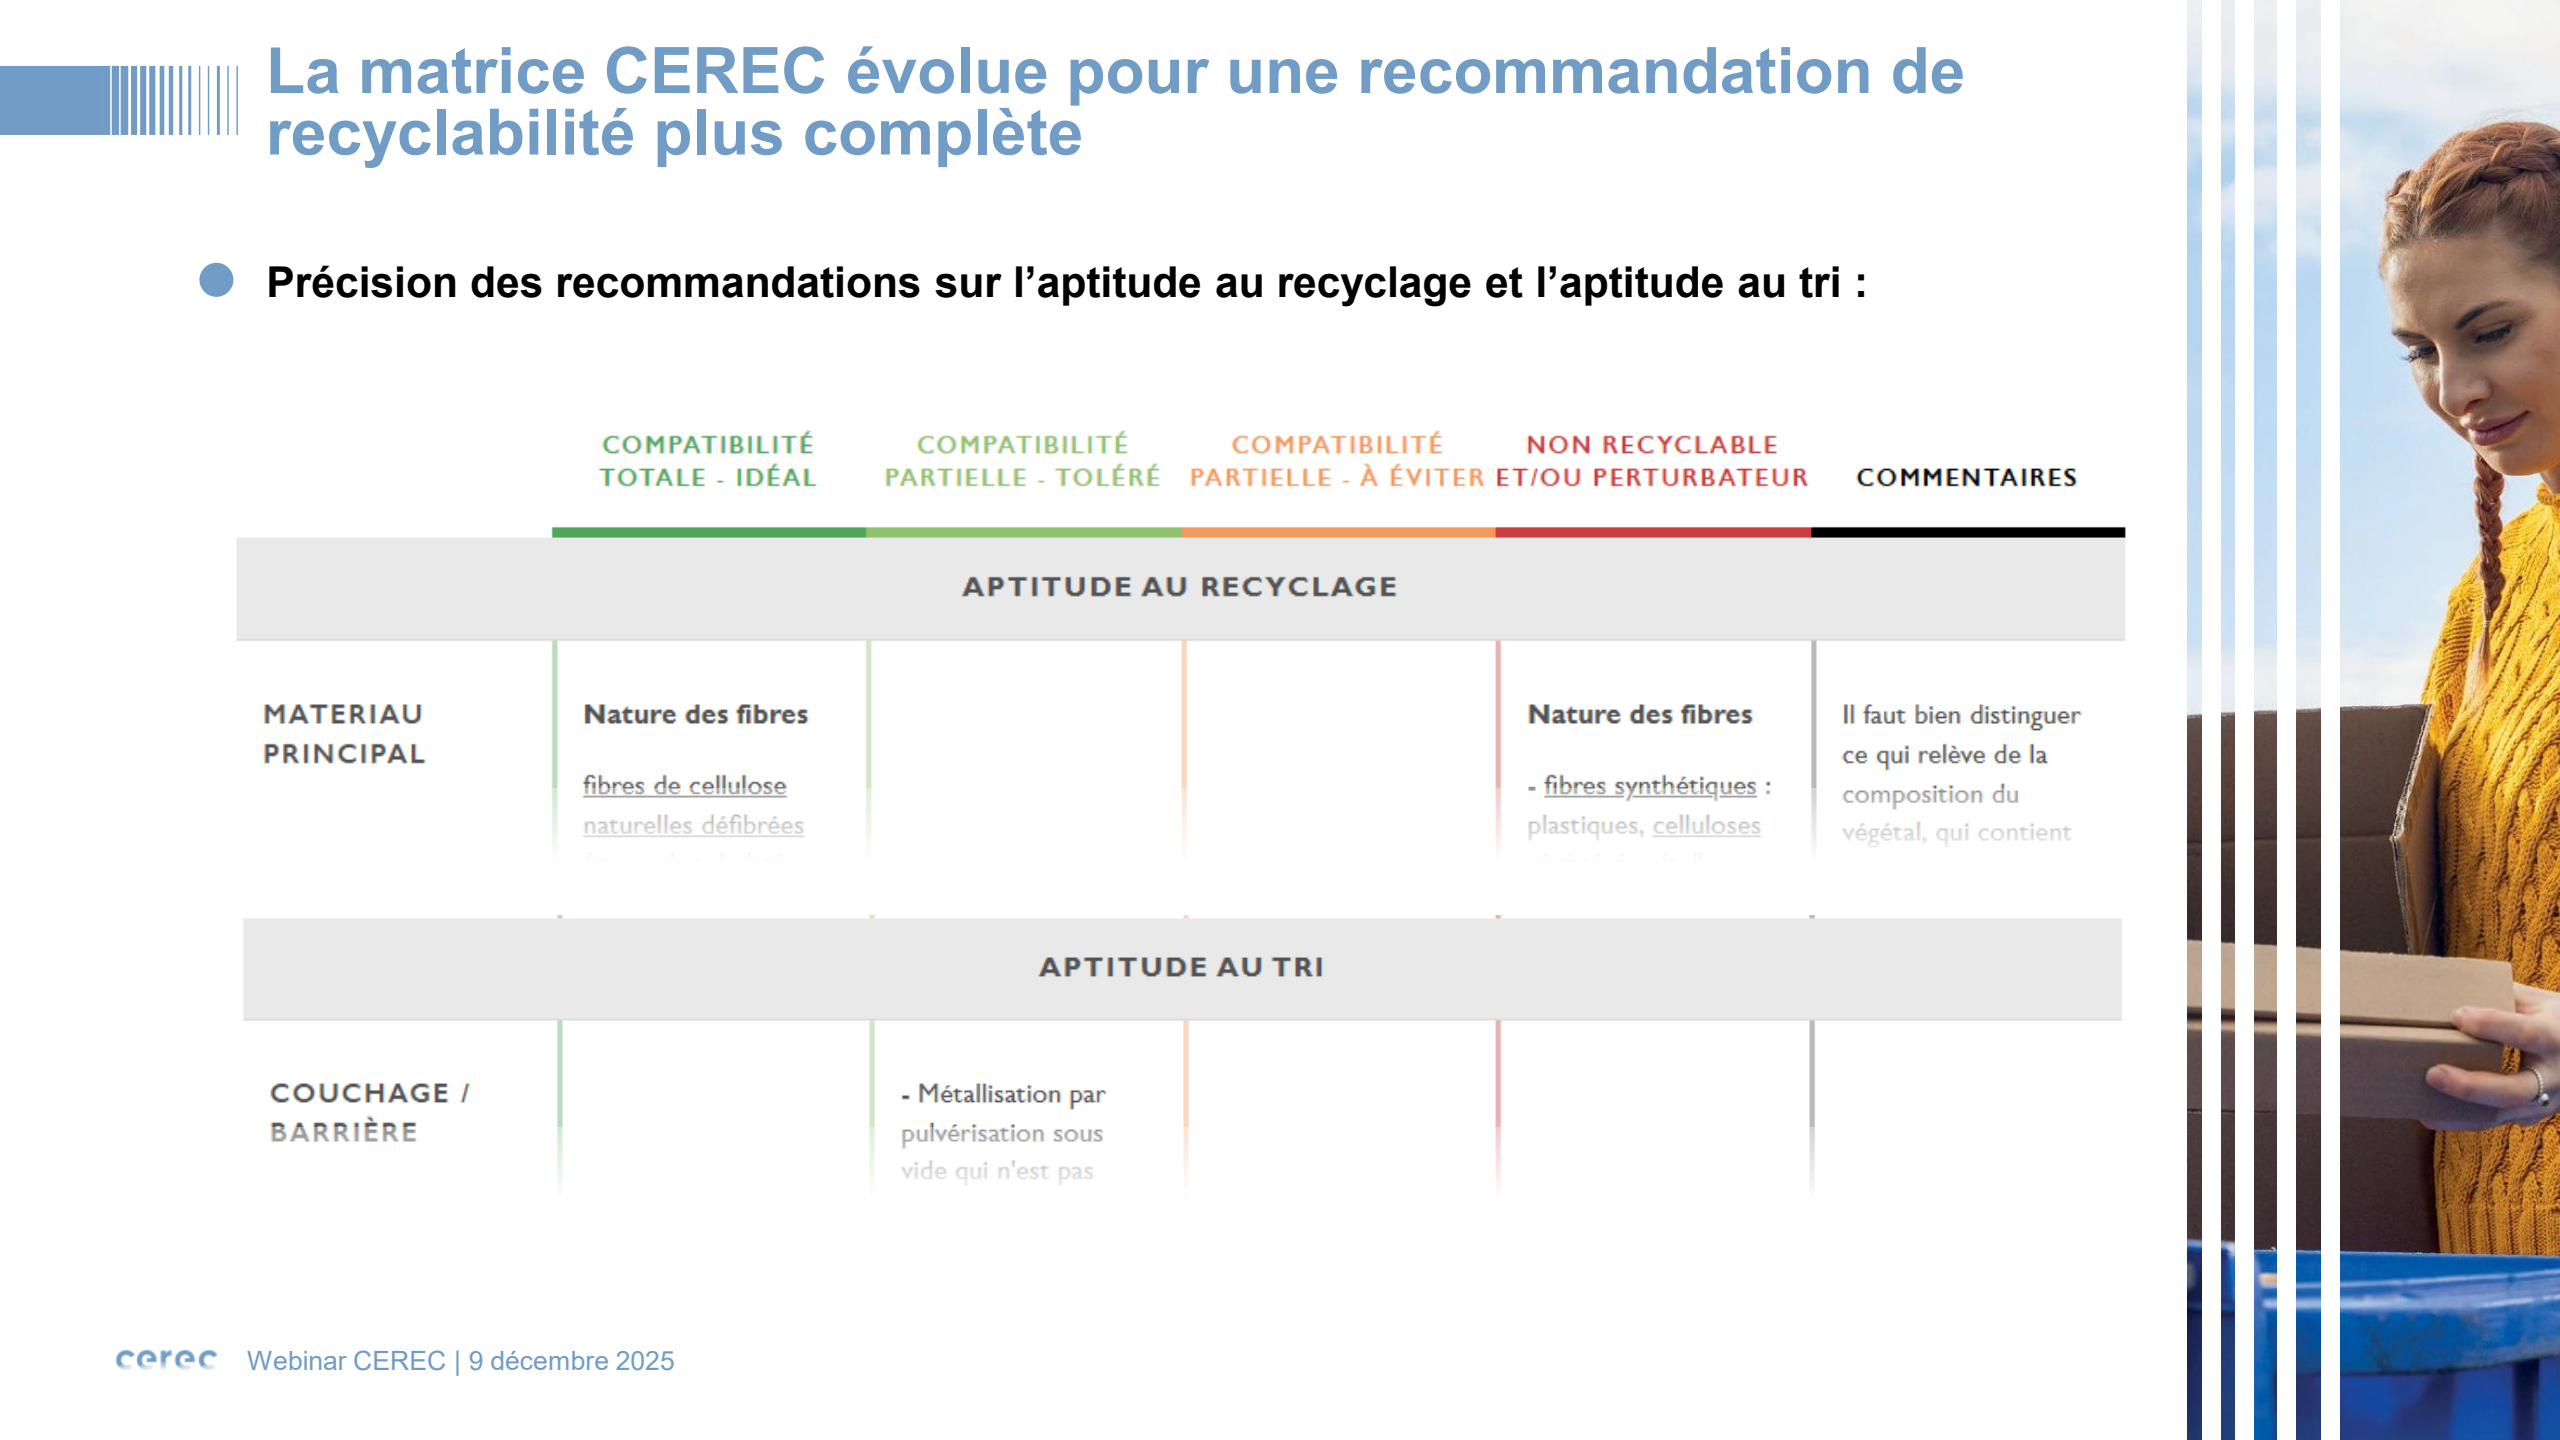 La matrice CEREC évolue pour une recommandation de
recyclabilité plus complète
Précision des recommandations sur l’aptitude au recyclage et l’aptitude au tri :
COMPATIBILITÉ
TOTALE - IDÉAL
COMPATIBILITÉ
PARTIELLE - TOLÉRÉ
COMPATIBILITÉ
PARTIELLE - À ÉVITER
NON RECYCLABLE
ET/OU PERTURBATEUR
COMMENTAIRES
APTITUDE AU RECYCLAGE
MATERIAU
PRINCIPAL
Nature des fibres
fibres de cellulose
naturelles défibrées
Nature des fibres
- fibres synthétiques :
plastiques, celluloses
Il faut bien distinguer
ce qui relève de la
composition du
végétal, qui contient
APTITUDE AU TRI
COUCHAGE /
BARRIÈRE
- Métallisation par
pulvérisation sous
vide qui n'est pas
cerec
Webinar CEREC | 9 décembre 2025